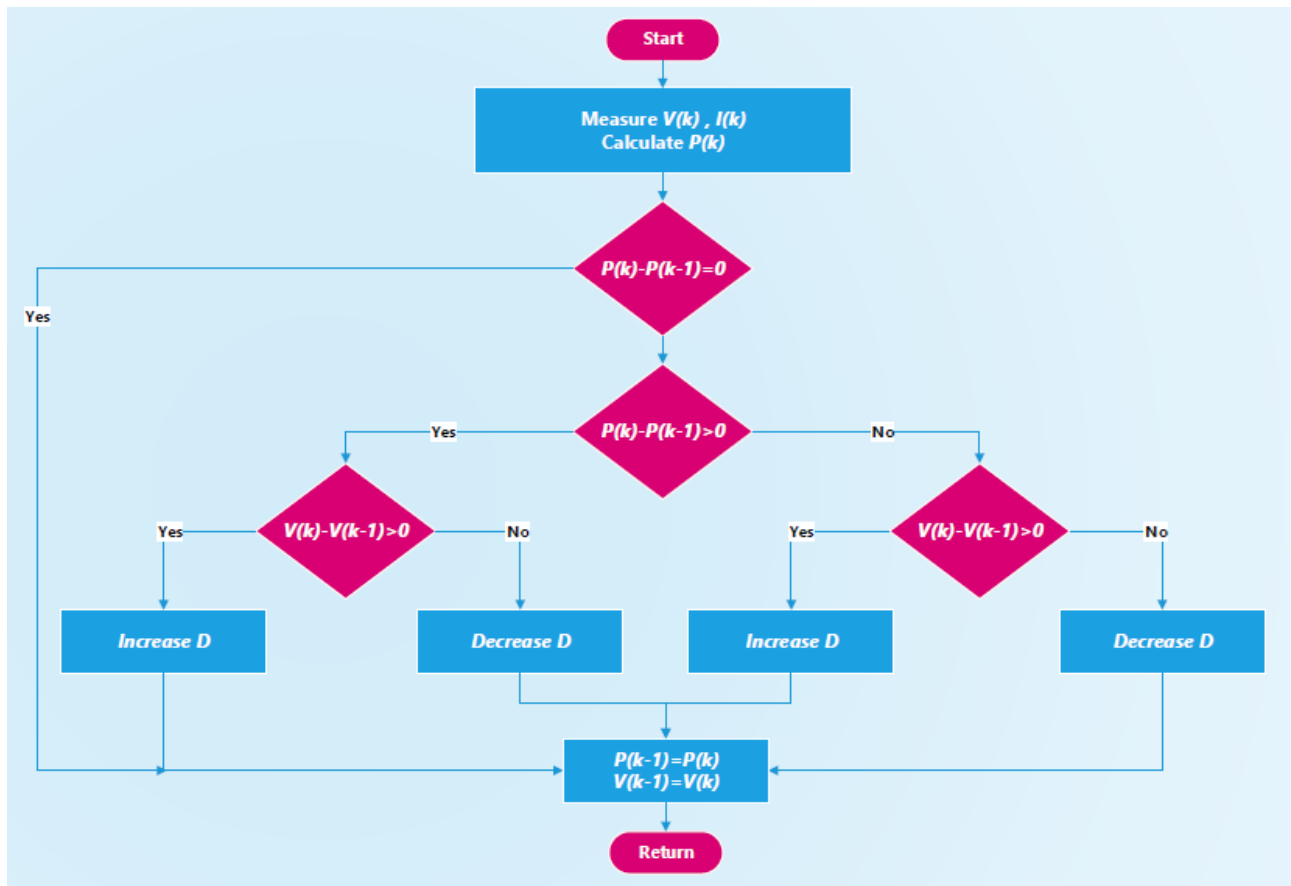 Start
Measure V(k) , I(k)
Calculate P(k)
P(k)-P(k-1)=0
Yes
P(k)-P(k-1)>0
Yes
No
V(k)-V(k-1)>0
V(k)-V(k-1)>0
Yes
No
Yes
No
Increase D
Decrease D
Increase D
Decrease D
P(k-1)=P(k)
V(k-1)=V(k)
Return